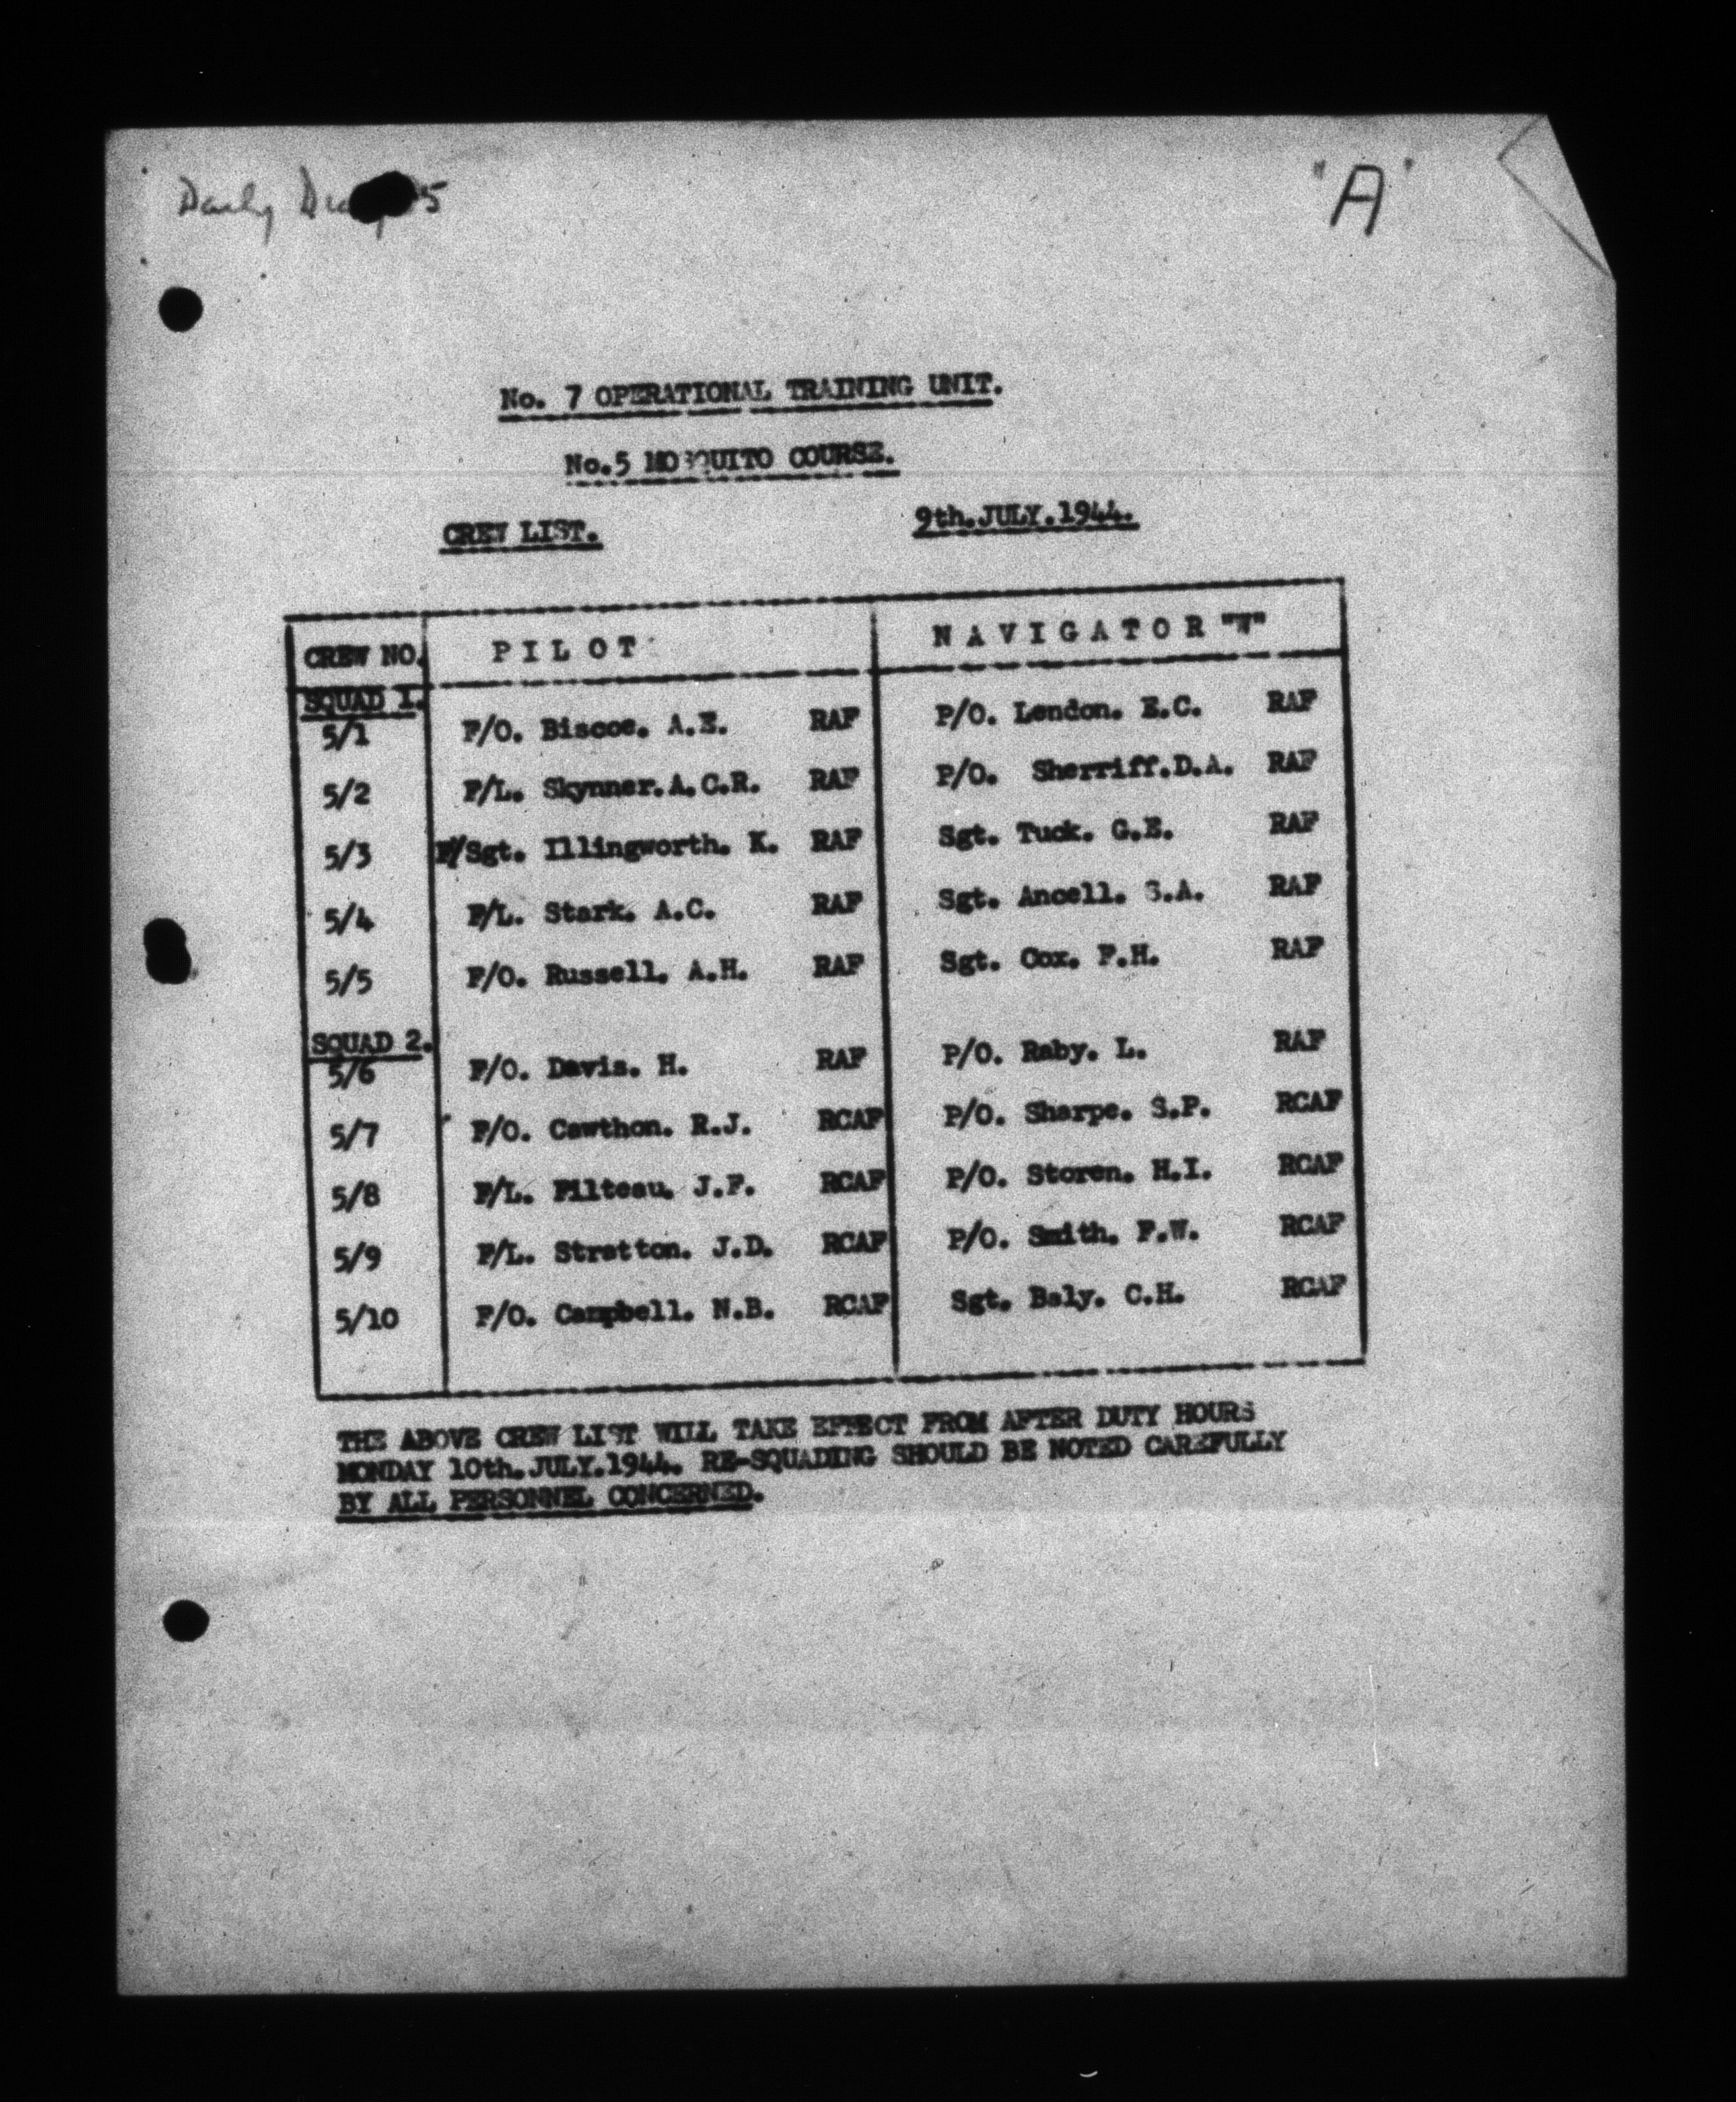 Daily
"A"
No. 7 OPERATIONAL TRAINING UNIT.
No.5 MOSQUITO COURSE.
CREW LIST. 9th.JULY.1944.
CREW NO. PILOT NAVIGATOR "W"
SQUAD 1.
5/1 F/O. Biscoe. A.E. RAF P/O. London. E.C. RAF
5/2 F/L. Skynner.A.C.R. RAF P/O. Sherriff.D.A. RAF
5/3 F/Sgt. Illingworth. K. RAF Sgt. Tuck. G.E. RAF
5/4 F/L. Stark. A.C. RAF Sgt. Ancell. S.A. RAF
5/5 F/O. Russell. A.H. RAF Sgt. Cox. F.H. RAF
SQUAD 2.
5/6 F/O. Davis. H. RAF P/O. Raby. L. RAF
5/7 F/O. Cawthon. R.J. RCAF P/O. Sharpe. S.P. RCAF
5/8 F/L. Filteau. J.F. RCAF P/O. Storen. H.I. RCAF
5/9 F/L. Stratton. J.D. RCAF P/O. Smith. F.W. RCAF
5/10 F/O. Campbell. N.B. RCAF Sgt. Baly. C.H. RCAF
THE ABOVE CREW LIST WILL TAKE EFFECT FROM AFTER DUTY HOURS
MONDAY 10th.JULY.1944. RE-SQUADING SHOULD BE NOTED CAREFULLY
BY ALL PERSONNEL CONCERNED.